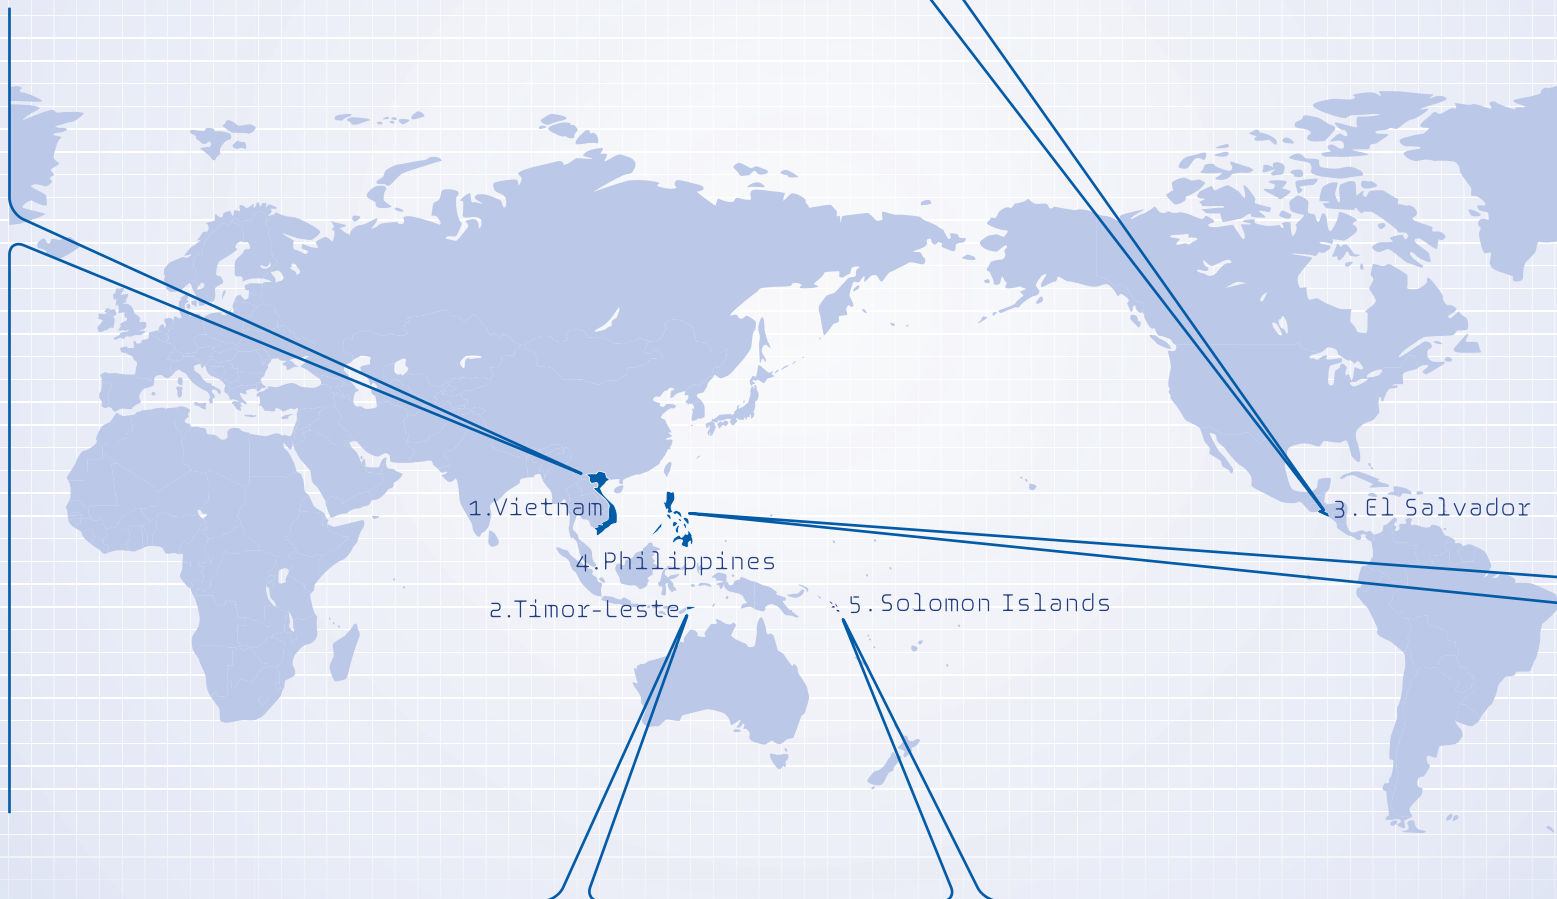 1.Vietnam
3.El Salvador
4.Philippines
2.Timor-Leste
5.Solomon Islands